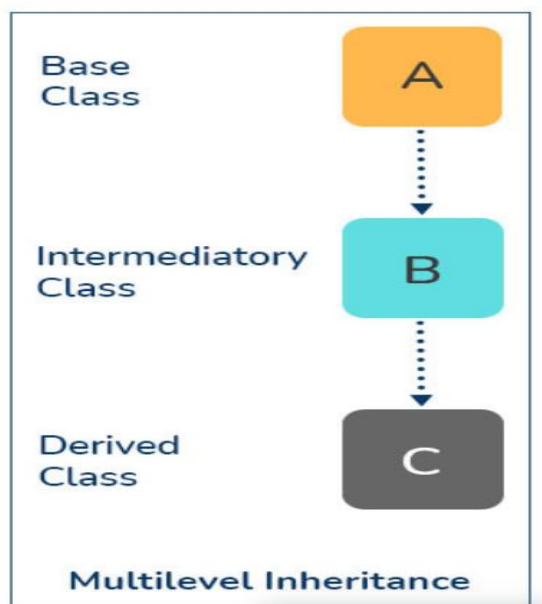 Base
Class
A
Intermediatory
Class
B
Derived
Class
C
Multilevel Inheritance